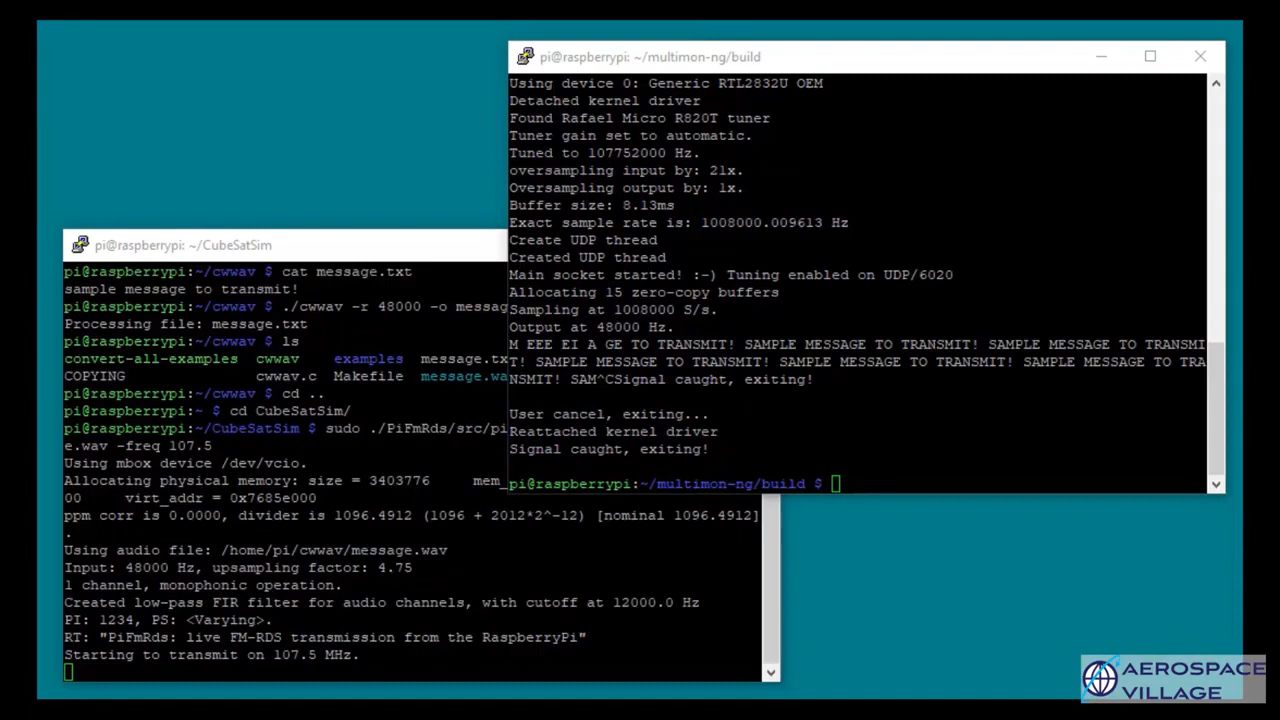 pi@raspberrypi: ~/multimon-ng/build
Using device 0: Generic RTL2832U OEM
Detached kernel driver
Found Rafael Micro R820T tuner
Tuner gain set to automatic.
Tuned to 107752000 Hz.
oversampling input by: 21x.
Oversampling output by: 1x.
Buffer size: 8.13ms
Exact sample rate is: 1008000.009613 Hz
Create UDP thread
Created UDP thread
Main socket started! :-) Tuning enabled on UDP/6020
Allocating 15 zero-copy buffers
Sampling at 1008000 S/s.
Output at 48000 Hz.
M EEE EI A GE TO TRANSMIT! SAMPLE MESSAGE TO TRANSMIT! SAMPLE MESSAGE TO TRANSMI
T! SAMPLE MESSAGE TO TRANSMIT! SAMPLE MESSAGE TO TRANSMIT! SAMPLE MESSAGE TO TRA
NSMIT! SAM^CSignal caught, exiting!
User cancel, exiting...
Reattached kernel driver
Signal caught, exiting!
pi@raspberrypi:~/multimon-ng/build $
pi@raspberrypi: ~/CubeSatSim
pi@raspberrypi:~/cwwav $ cat message.txt
sample message to transmit!
pi@raspberrypi:~/cwwav $ ./cwwav -r 48000 -o messag
Processing file: message.txt
pi@raspberrypi:~/cwwav $ ls
convert-all-examples cwwav examples message.tx
COPYING cwwav.c Makefile message.wa
pi@raspberrypi:~/cwwav $ cd ..
pi@raspberrypi:~ $ cd CubeSatSim/
pi@raspberrypi:~/CubeSatSim $ sudo ./PiFmRds/src/pi
e.wav -freq 107.5
Using mbox device /dev/vcio.
Allocating physical memory: size = 3403776 mem_
00 virt_addr = 0x7685e000
ppm corr is 0.0000, divider is 1096.4912 (1096 + 2012*2^-12) [nominal 1096.4912]
.
Using audio file: /home/pi/cwwav/message.wav
Input: 48000 Hz, upsampling factor: 4.75
1 channel, monophonic operation.
Created low-pass FIR filter for audio channels, with cutoff at 12000.0 Hz
PI: 1234, PS: <Varying>.
RT: "PiFmRds: live FM-RDS transmission from the RaspberryPi"
Starting to transmit on 107.5 MHz.
AEROSPACE
VILLAGE